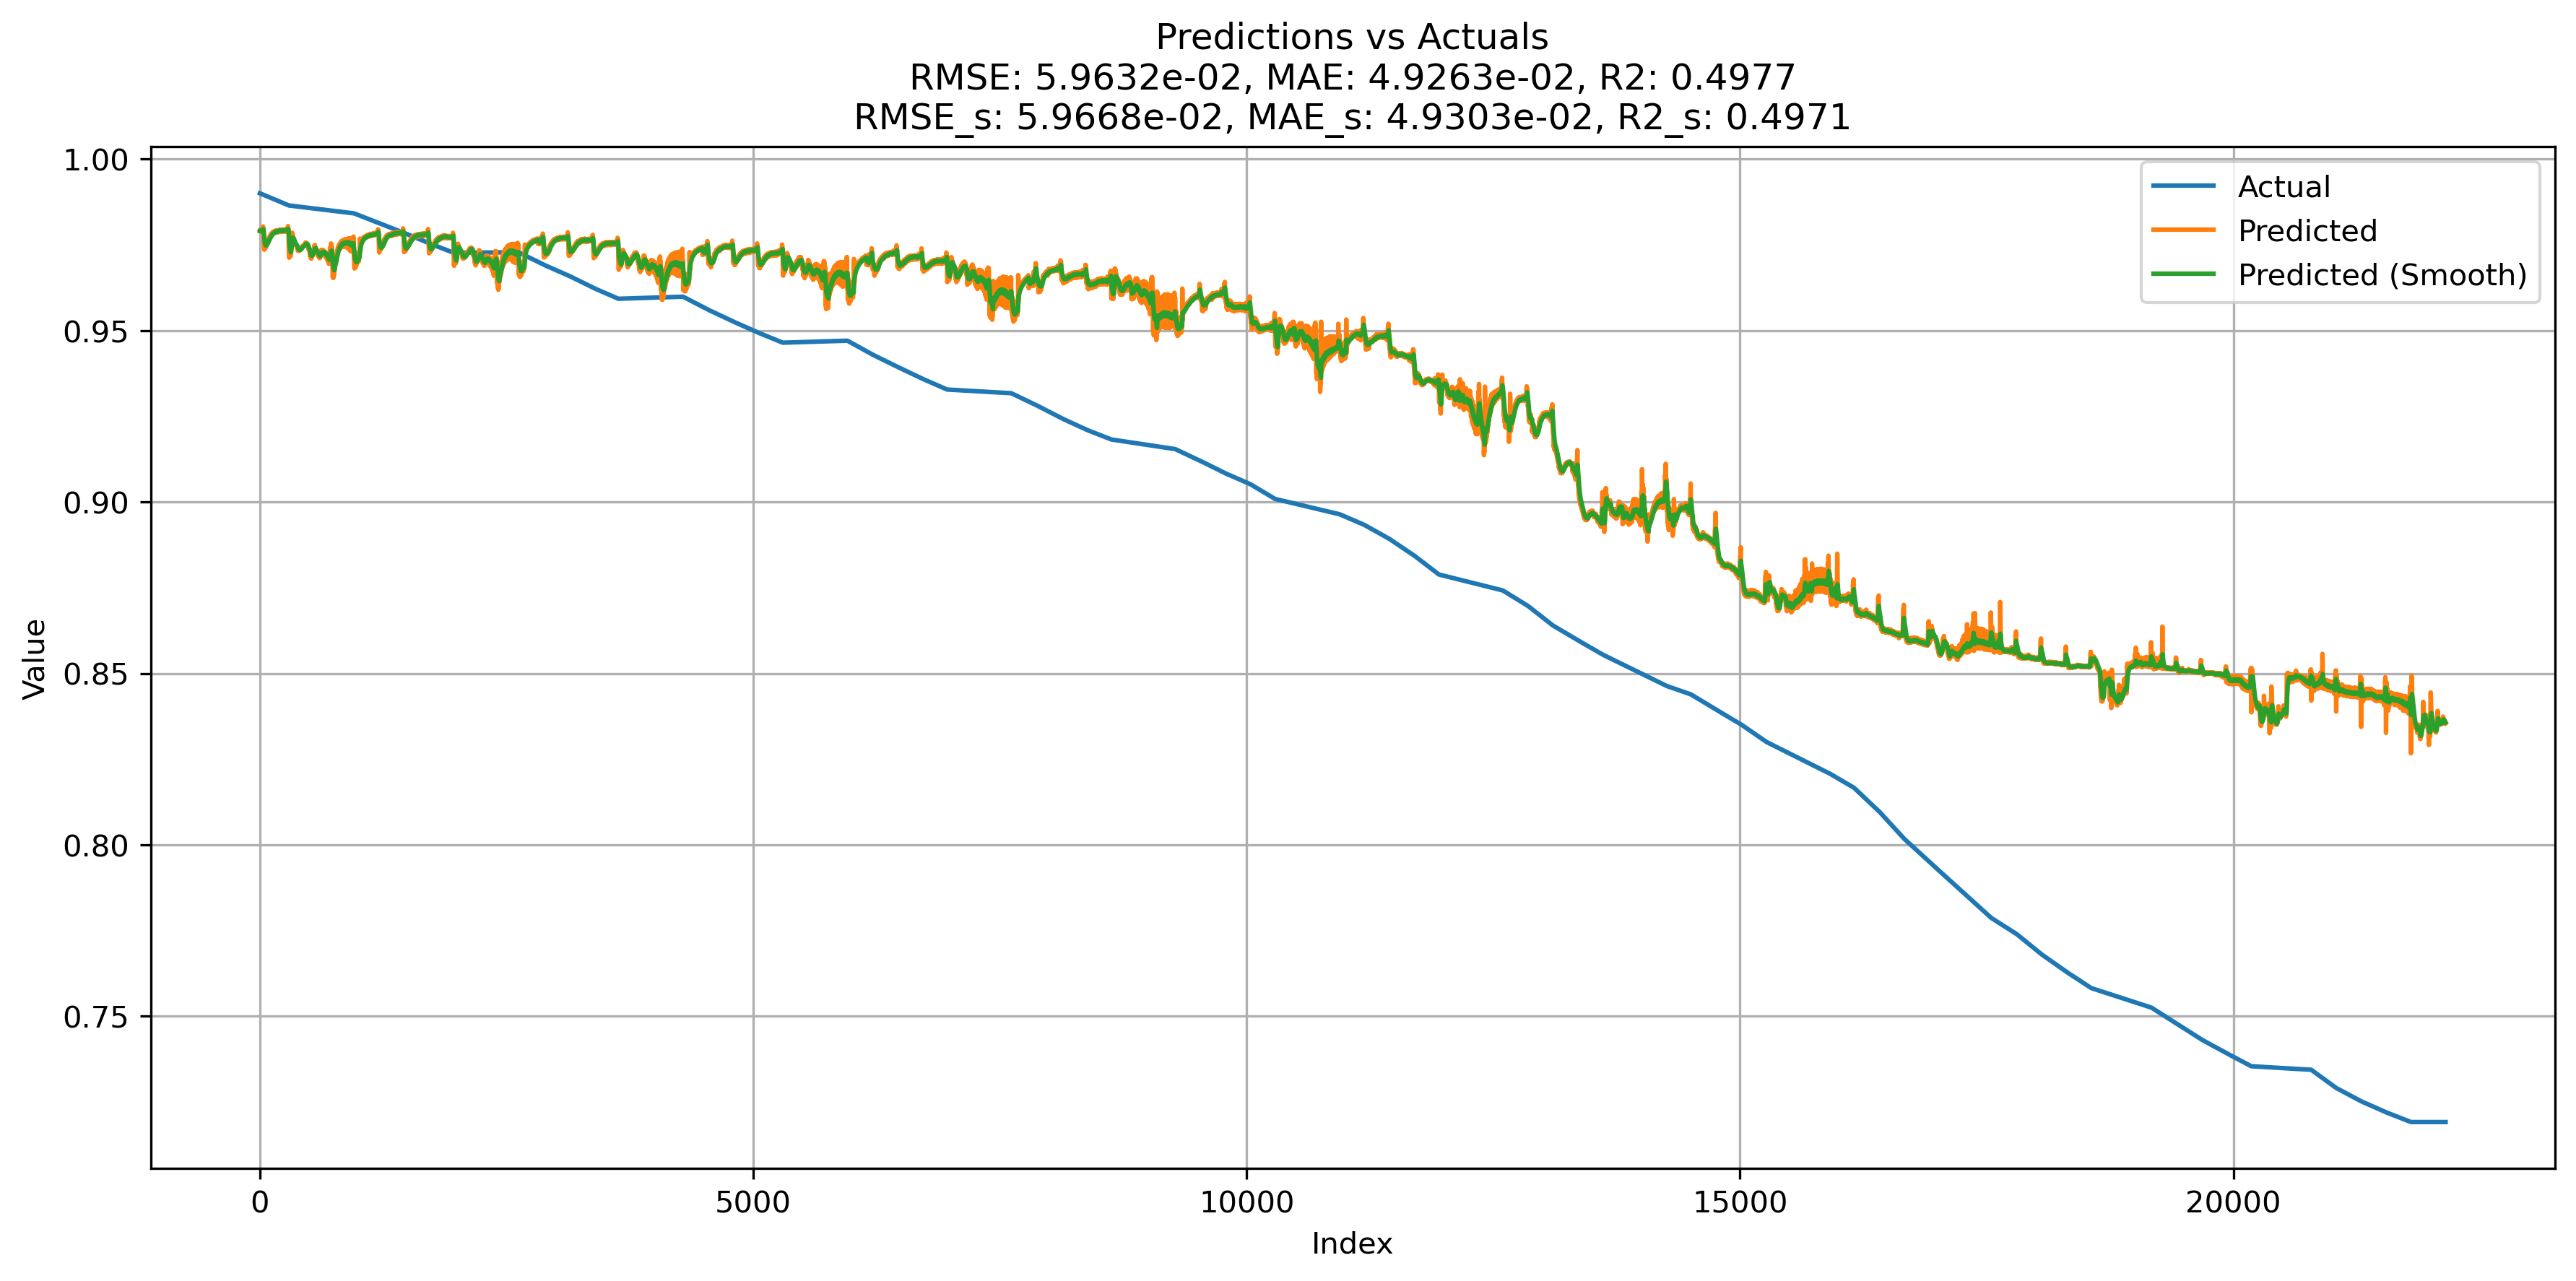 Predictions vs Actuals
RMSE: 5.9632e-02, MAE: 4.9263e-02, R2: 0.4977
RMSE_s: 5.9668e-02, MAE_s: 4.9303e-02, R2_s: 0.4971
1.00
0.95
0.90
0.85
0.80
0.75
Value
Actual
Predicted
Predicted (Smooth)
0
5000
10000
15000
20000
Index